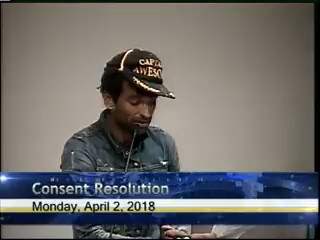 CAPTAIN
AWESOME
Consent Resolution
Monday, April 2, 2018